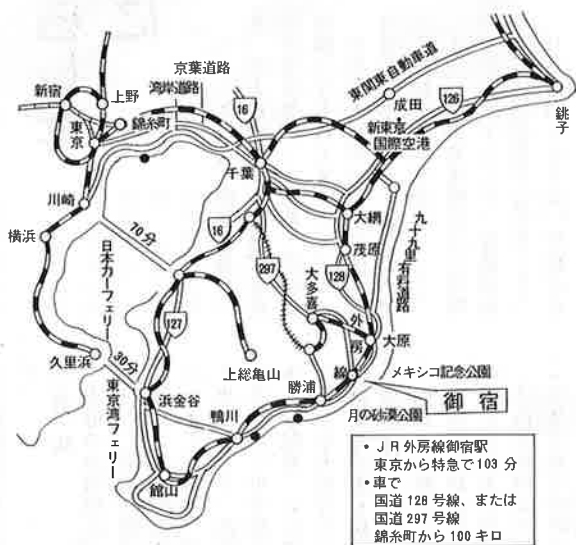 京葉道路
湾岸道路
東関東自動車道
新宿
上野
16
成田
126
銚子
錦糸町
東京
新東京
国際空港
千葉
川崎
大網
九十九里有料道路
横浜
70分
16
茂原
日本カーフェリー
297
128
大多喜
127
外房線
大原
久里浜
30分
上総亀山
メキシコ記念公園
東京湾フェリー
浜金谷
勝浦
御宿
鴨川
月の砂漠公園
館山
• JR外房線御宿駅
東京から特急で103分
• 車で
国道128号線、または
国道297号線
錦糸町から100キロ